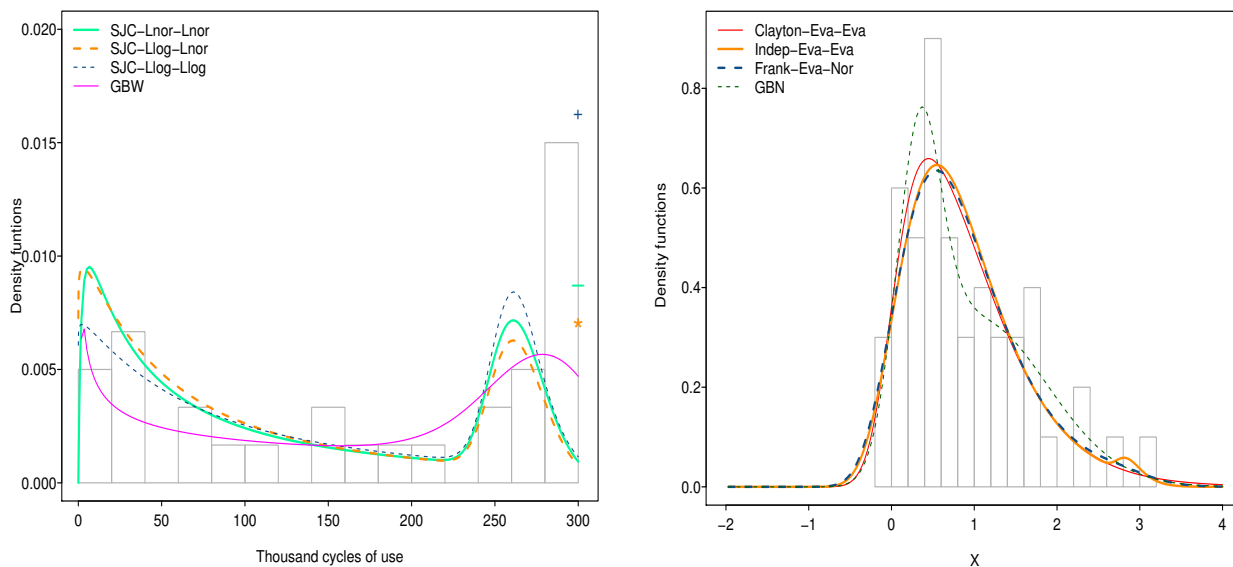 SJC−Lnor−Lnor
SJC−Llog−Lnor
SJC−Llog−Llog
GBW
Density funtions
0.020
0.015
0.010
0.005
0.000
0 50 100 150 200 250 300
Thousand cycles of use
+
−
*
Clayton−Eva−Eva
Indep−Eva−Eva
Frank−Eva−Nor
GBN
Density functions
0.8
0.6
0.4
0.2
0.0
−2 −1 0 1 2 3 4
X